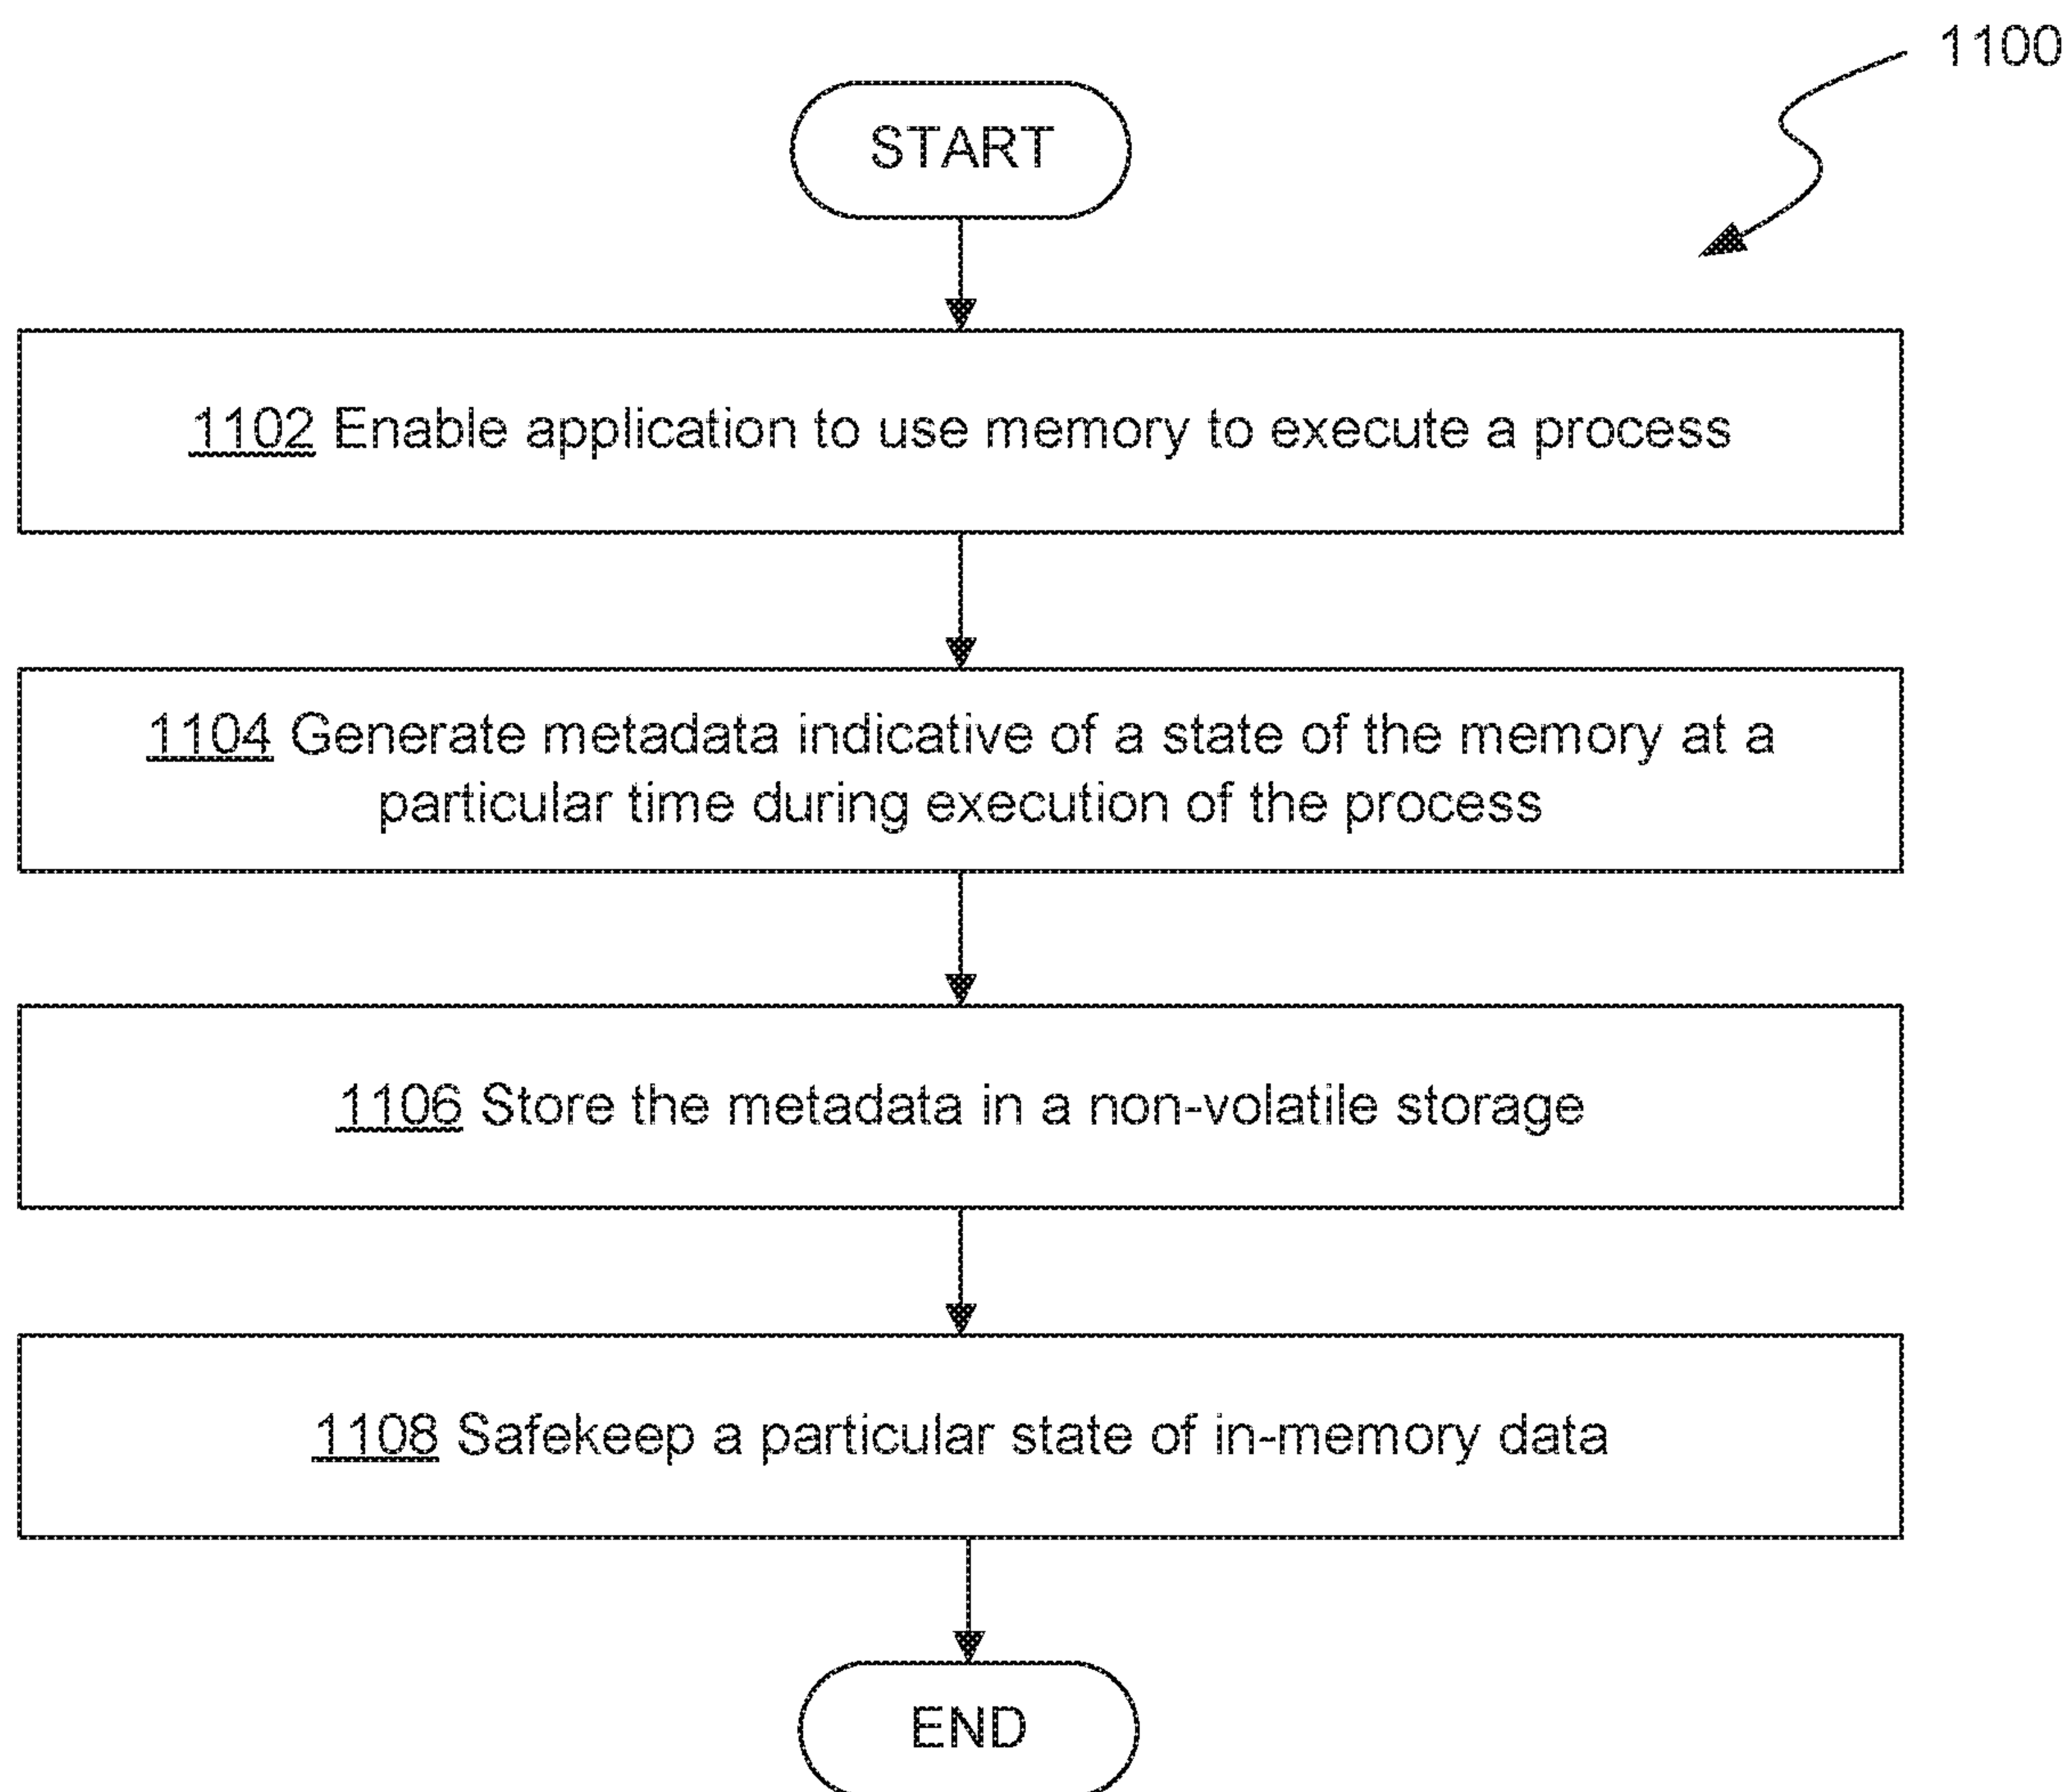 1100
START
1102 Enable application to use memory to execute a process
1104 Generate metadata indicative of a state of the memory at a
particular time during execution of the process
1106 Store the metadata in a non-volatile storage
1108 Safekeep a particular state of in-memory data
END